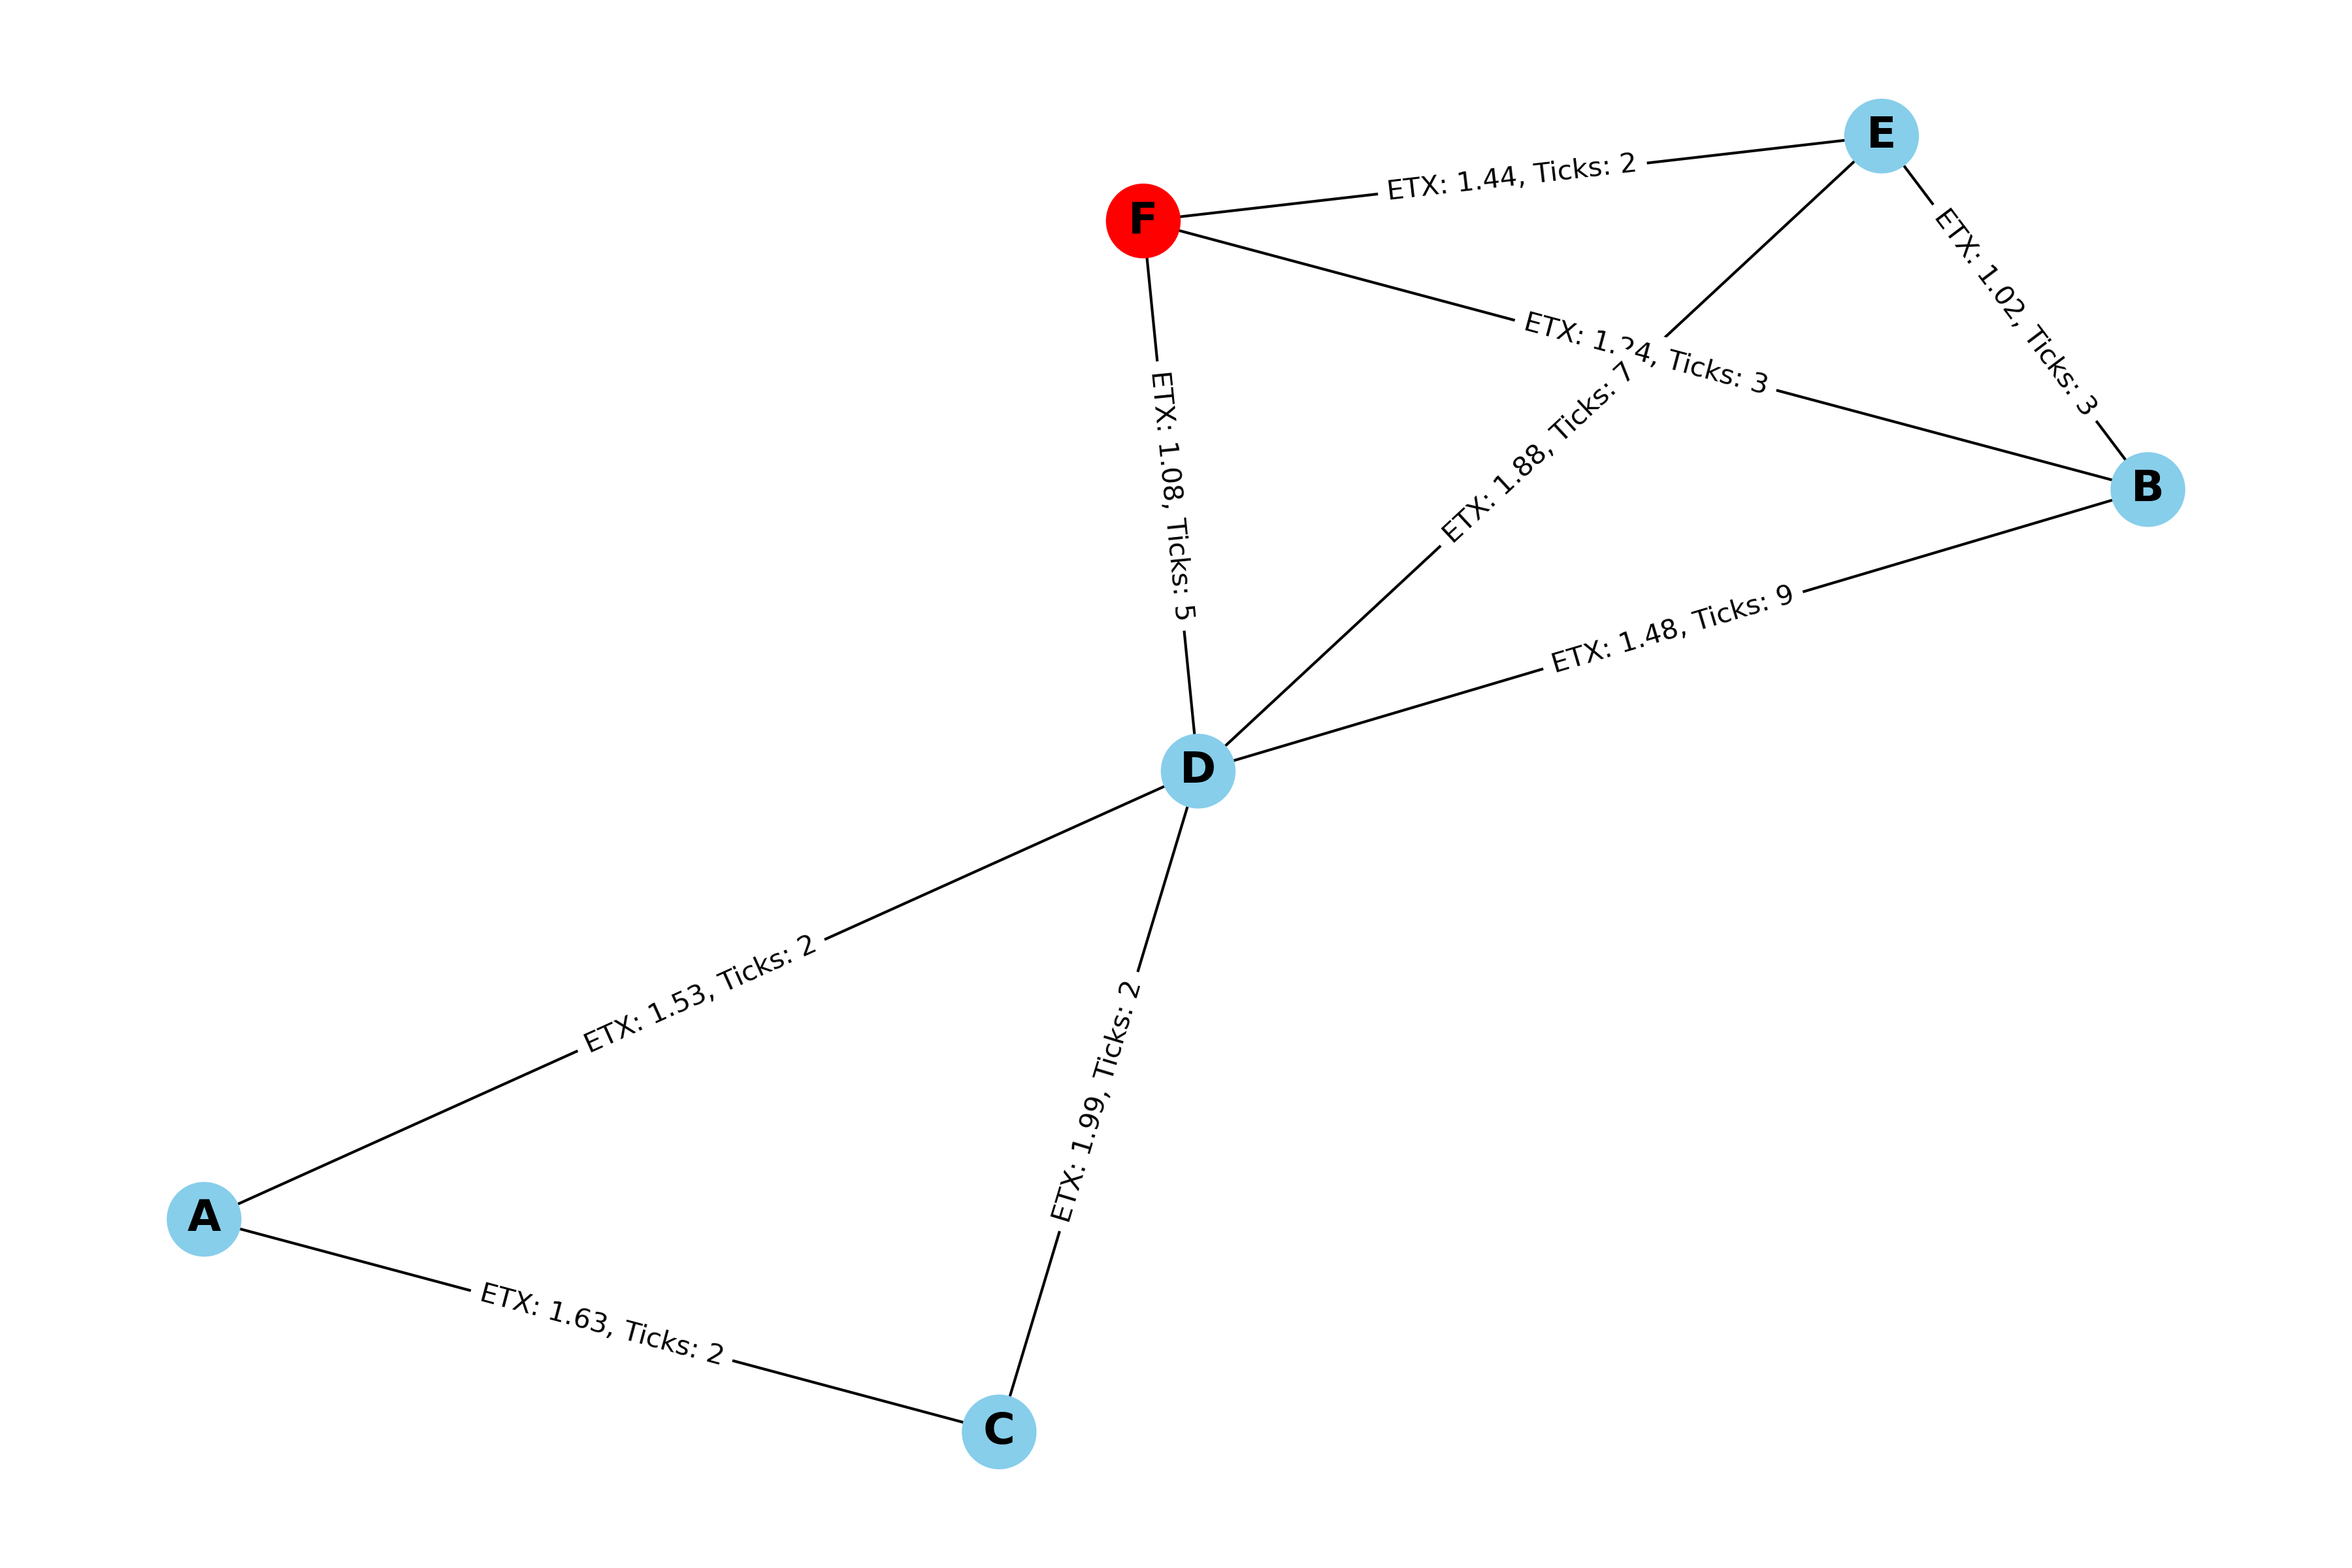 E
ETX: 1.44, Ticks: 2
F
ETX: 1.02, Ticks: 3
ETX: Ticks: 3
ETX: 1.88, Ticks: 7
B
ETX: 1.08, Ticks: 5
ETX: 1.48, Ticks: 9
D
ETX: 1.53, Ticks: 2
ETX: 1.99, Ticks: 2
A
ETX: 1.63, Ticks: 2
C